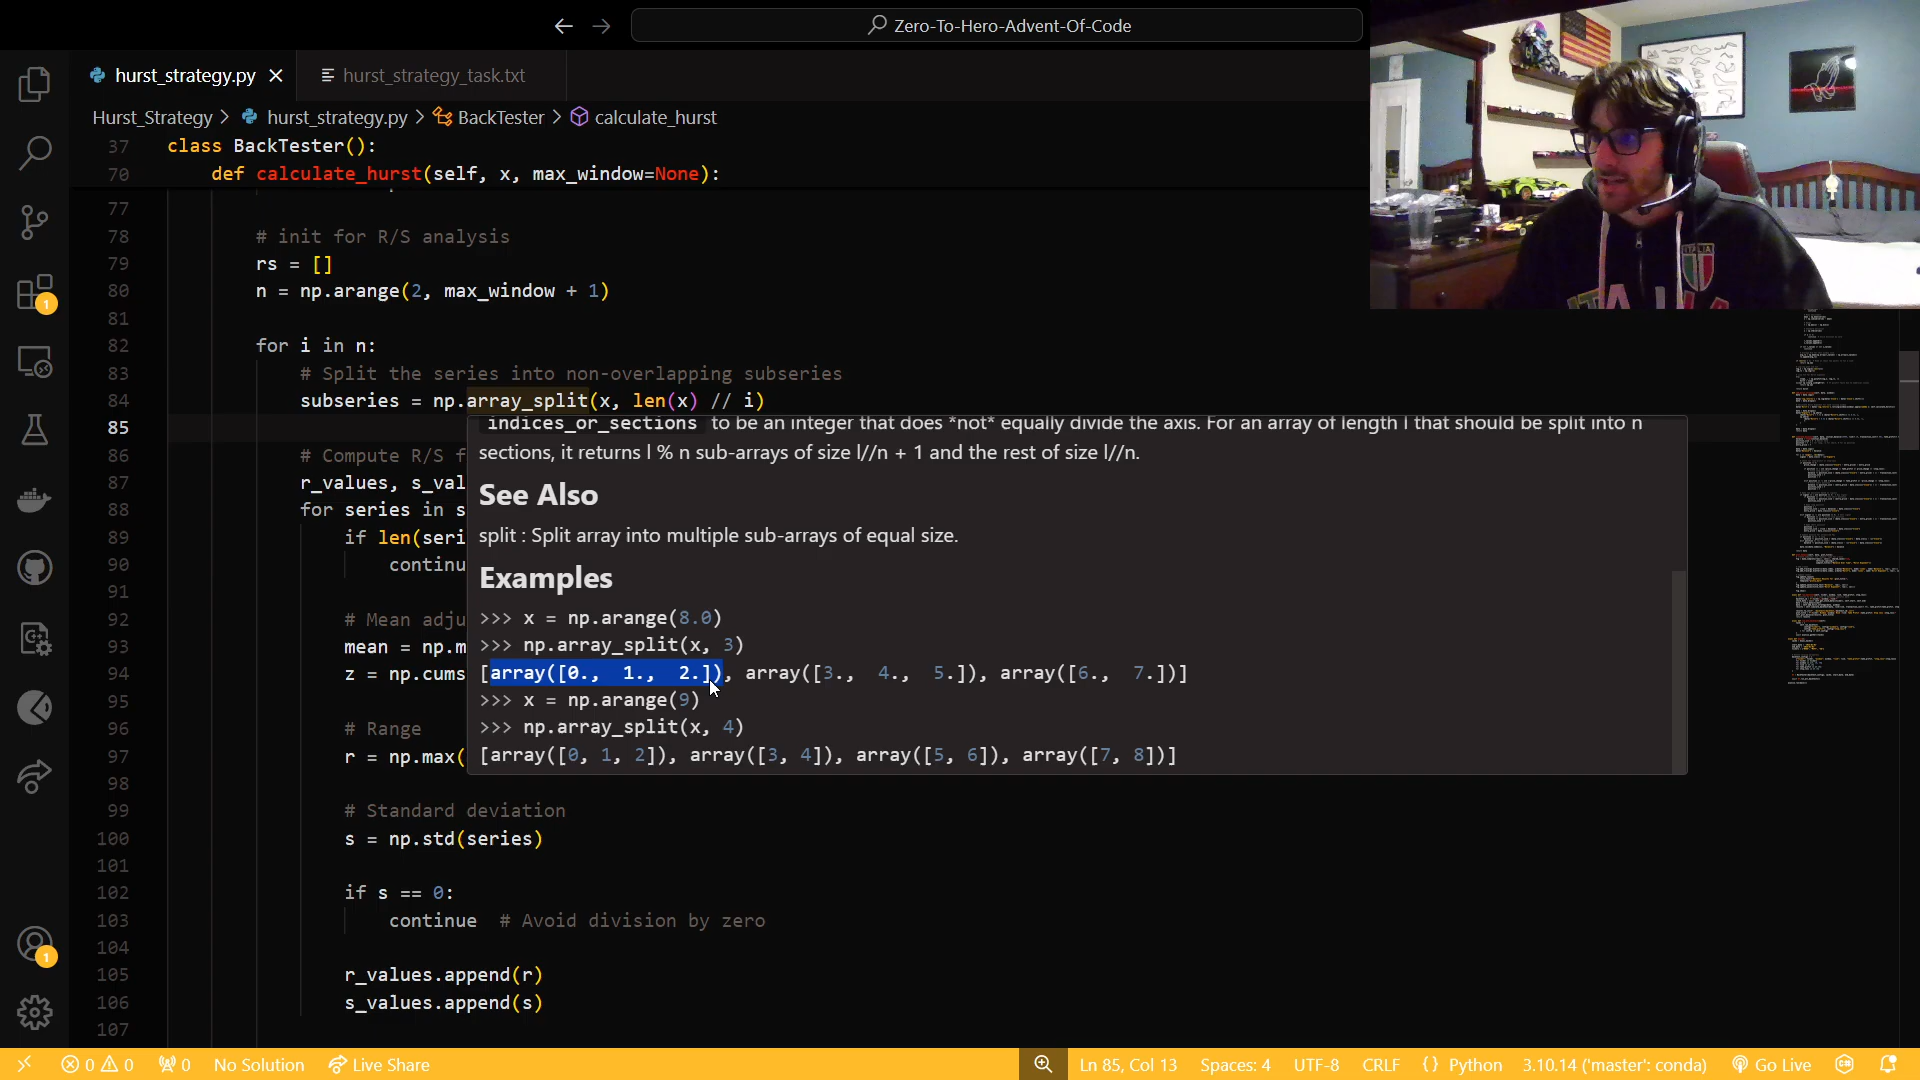 Zero-To-Hero-Advent-Of-Code
hurst_strategy.py
hurst_strategy_task.txt
Hurst_Strategy > hurst_strategy.py > BackTester > calculate_hurst
37 class BackTester():
70 def calculate_hurst(self, x, max_window=None):
77
78 # init for R/S analysis
79 rs = []
80 n = np.arange(2, max_window + 1)
81
82 for i in n:
83 # Split the series into non-overlapping subseries
84 subseries = np.array_split(x, len(x) // i)
85
indices_or_sections to be an integer that does *not* equally divide the axis. For an array of length l that should be split into n
sections, it returns l % n sub-arrays of size l//n + 1 and the rest of size l//n.
See Also
split : Split array into multiple sub-arrays of equal size.
Examples
>>> x = np.arange(8.0)
>>> np.array_split(x, 3)
[array([0., 1., 2.]), array([3., 4., 5.]), array([6., 7.])]
>>> x = np.arange(9)
>>> np.array_split(x, 4)
[array([0, 1, 2]), array([3, 4]), array([5, 6]), array([7, 8])]
86 # Compute R/S f
87 r_values, s_val
88 for series in s
89 if len(seri
90 continu
91
92 # Mean adju
93 mean = np.m
94 z = np.cums
95
96 # Range
97 r = np.max(
98
99 # Standard deviation
100 s = np.std(series)
101
102 if s == 0:
103 continue # Avoid division by zero
104
105 r_values.append(r)
106 s_values.append(s)
107
1
1
ITALIA
0 0 0 No Solution Live Share
Ln 85, Col 13 Spaces: 4 UTF-8 CRLF {} Python 3.10.14 ('master': conda) Go Live